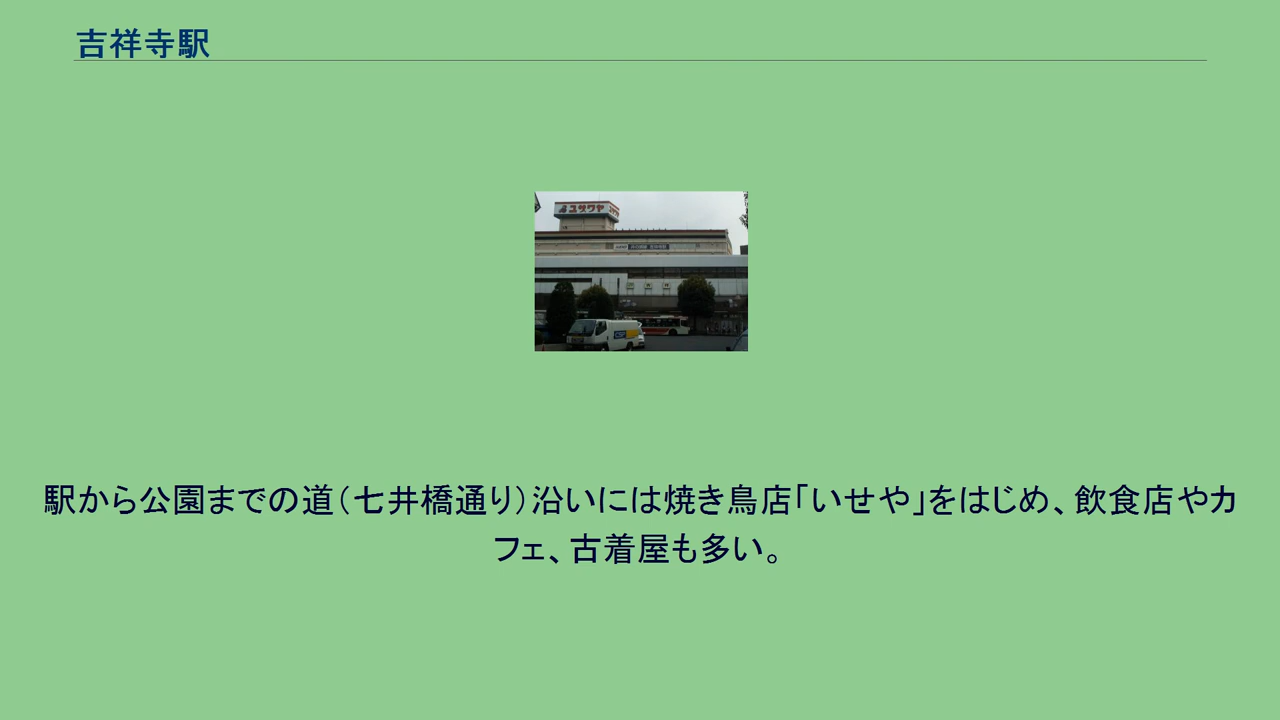 吉祥寺駅
ユザワヤ
駅から公園までの道（七井橋通り）沿いには焼き鳥店「いせや」をはじめ、飲食店やカ
フェ、古着屋も多い。